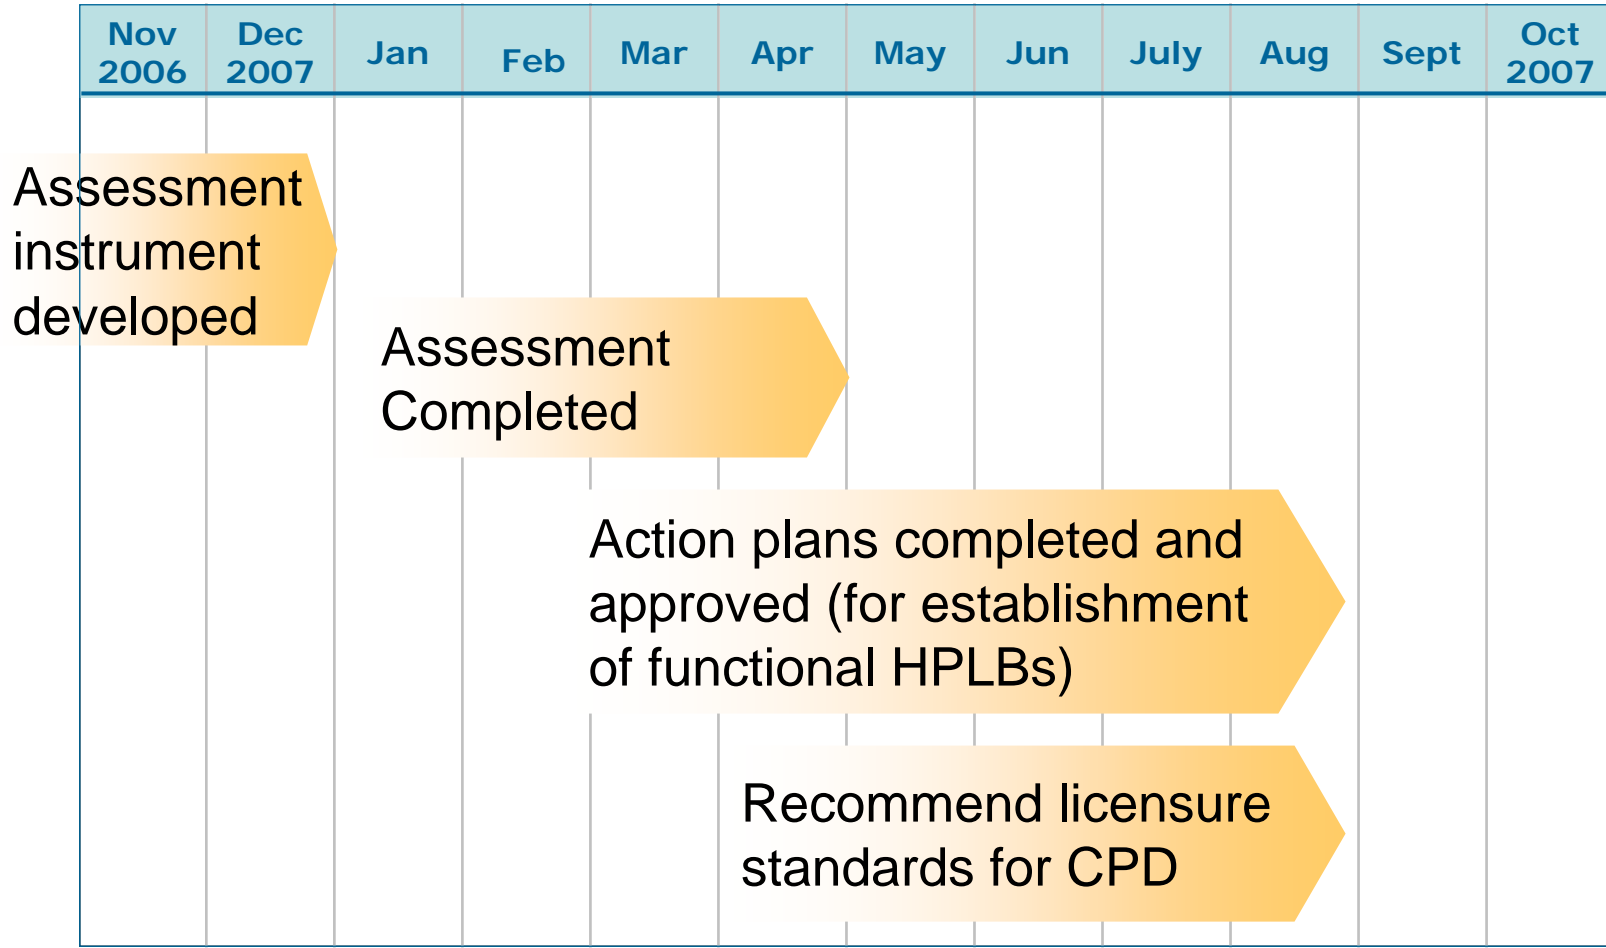 Nov
2006
Dec
2007
Jan
Feb
Mar
Apr
May
Jun
July
Aug
Sept
Oct
2007
Assessment
instrument
developed
Assessment
Completed
Action plans completed and
approved (for establishment
of functional HPLBs)
Recommend licensure
standards for CPD